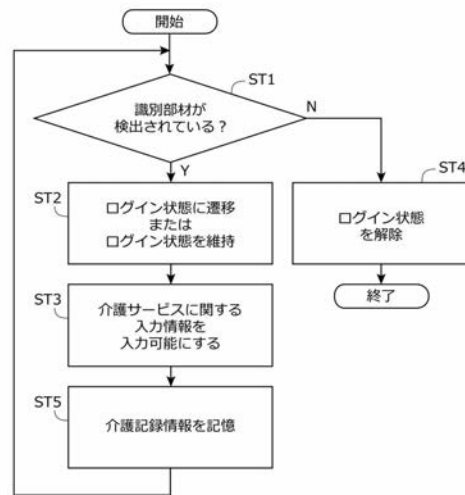 開始
ST1
識別部材が
検出されている？
N
Y
ST2
ログイン状態に遷移
または
ログイン状態を維持
ST4
ログイン状態
を解除
ST3
介護サービスに関する
入力情報を
入力可能にする
終了
ST5
介護記録情報を記憶